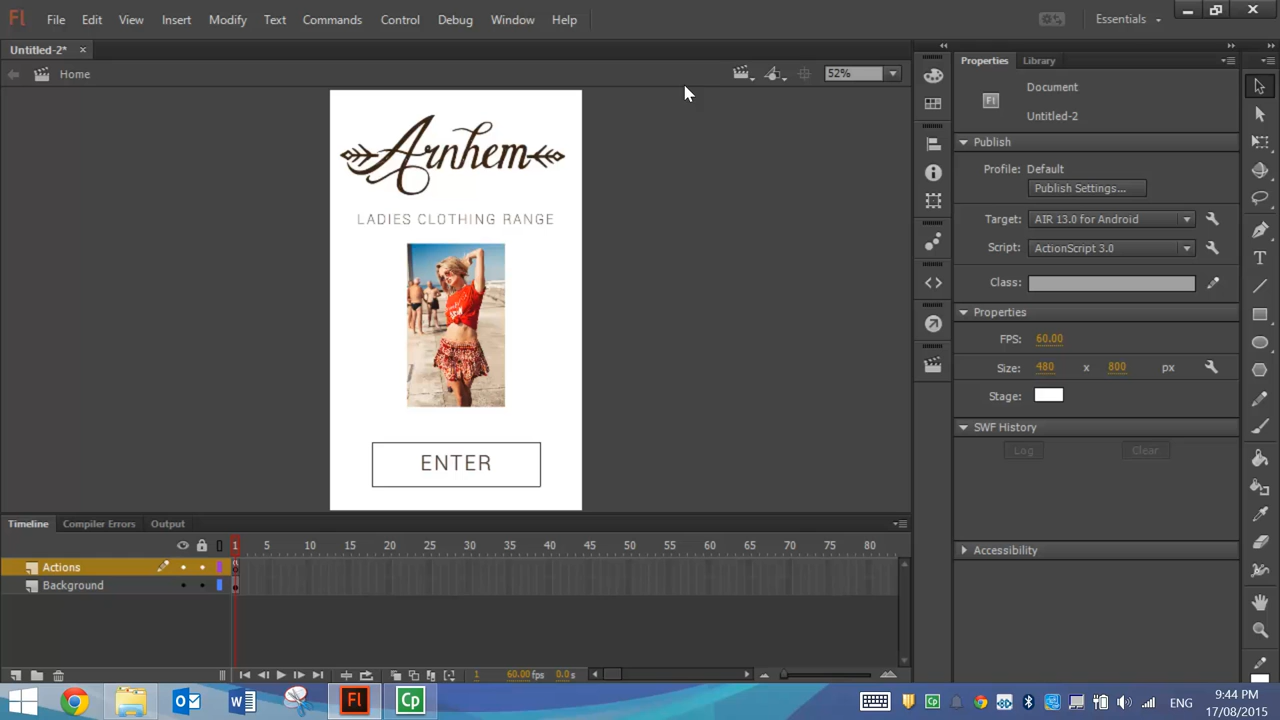 Fl File Edit View Insert Modify Text Commands Control Debug Window Help Essentials
Untitled-2*
Home 52%
Properties Library
Fl Document
Untitled-2
Publish
Profile: Default
Publish Settings...
Target: AIR 13.0 for Android
Script: ActionScript 3.0
Class:
Properties
FPS: 60.00
Size: 480 x 800 px
Stage:
SWF History
Log Clear
Accessibility
Arnhem
LADIES CLOTHING RANGE
ENTER
Timeline Compiler Errors Output
1 5 10 15 20 25 30 35 40 45 50 55 60 65 70 75 80
Actions
Background
1 60.00 fps 0.0 s
Fl Cp ENG 9:44 PM
17/08/2015